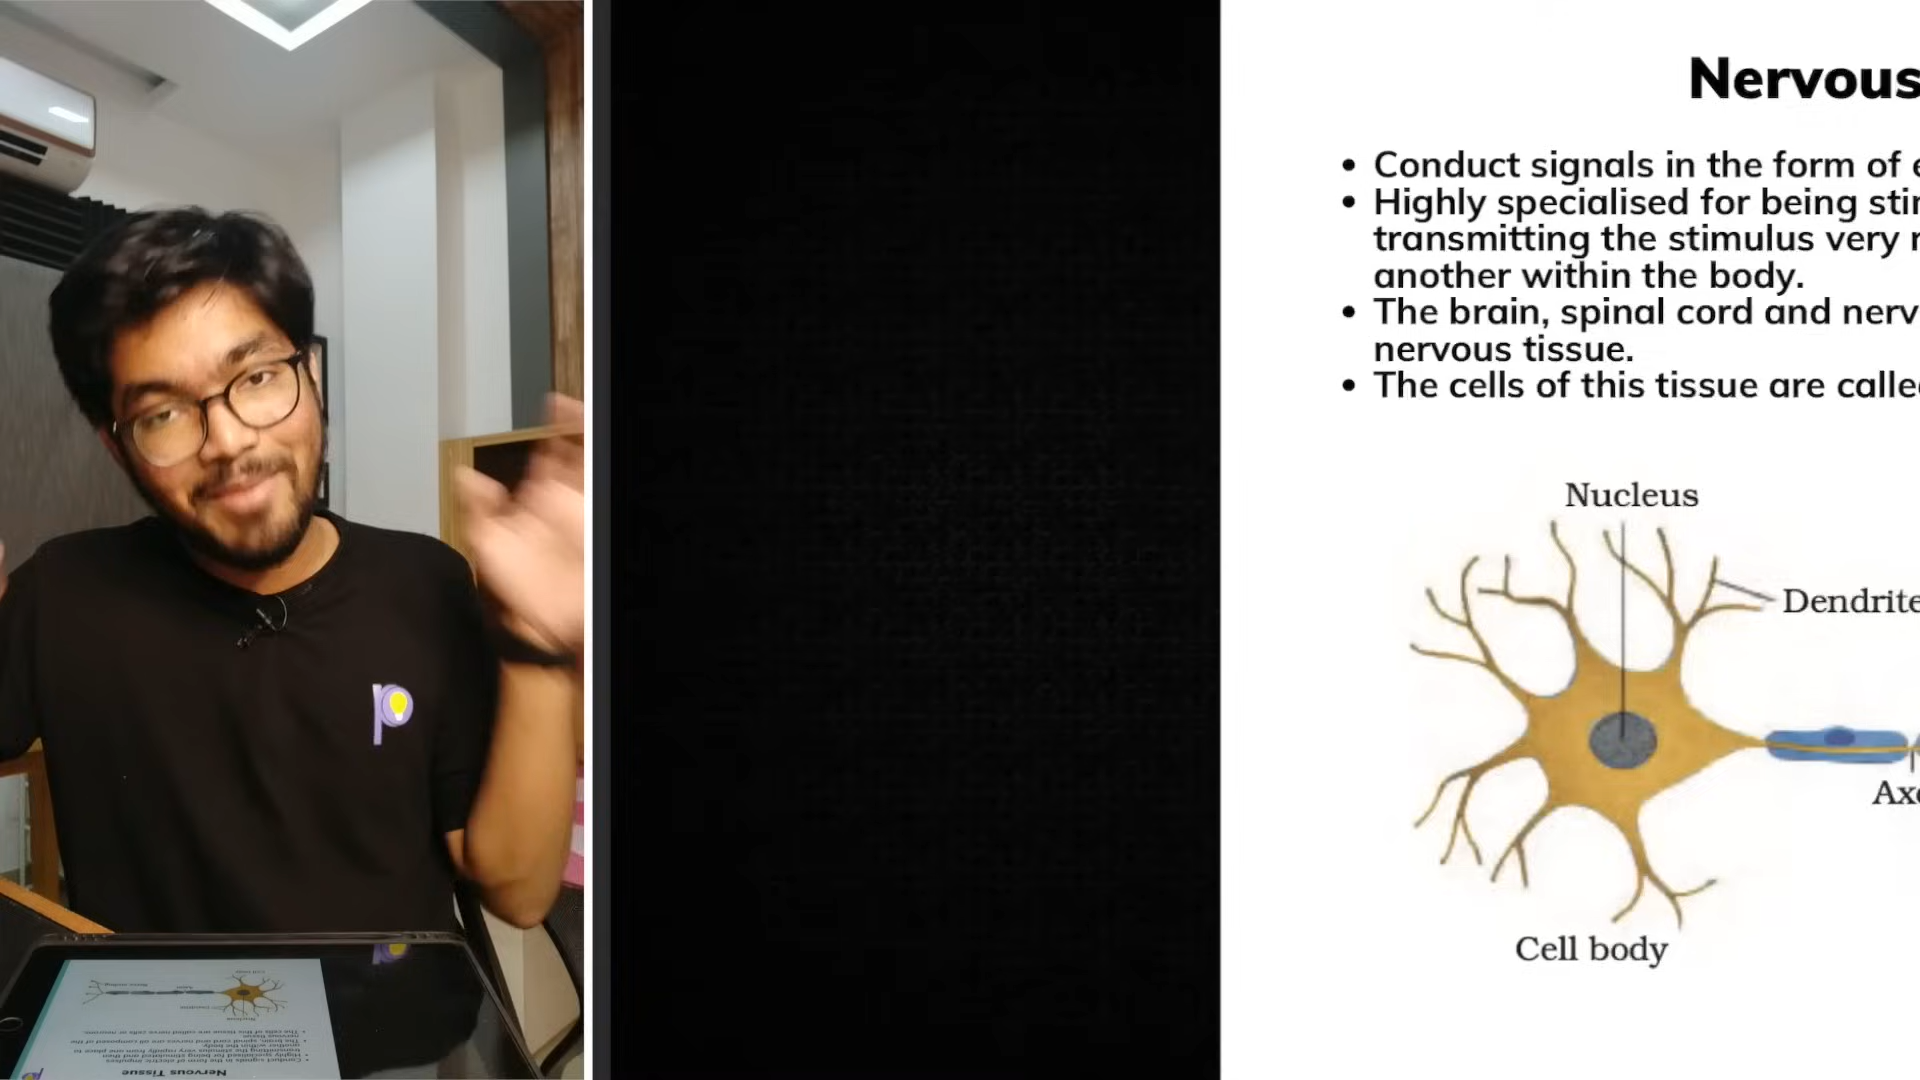 Nervous
• Conduct signals in the form of e
• Highly specialised for being stin
transmitting the stimulus very r
another within the body.
• The brain, spinal cord and nerv
nervous tissue.
• The cells of this tissue are calle
Nucleus
Dendrite
Axo
Cell body